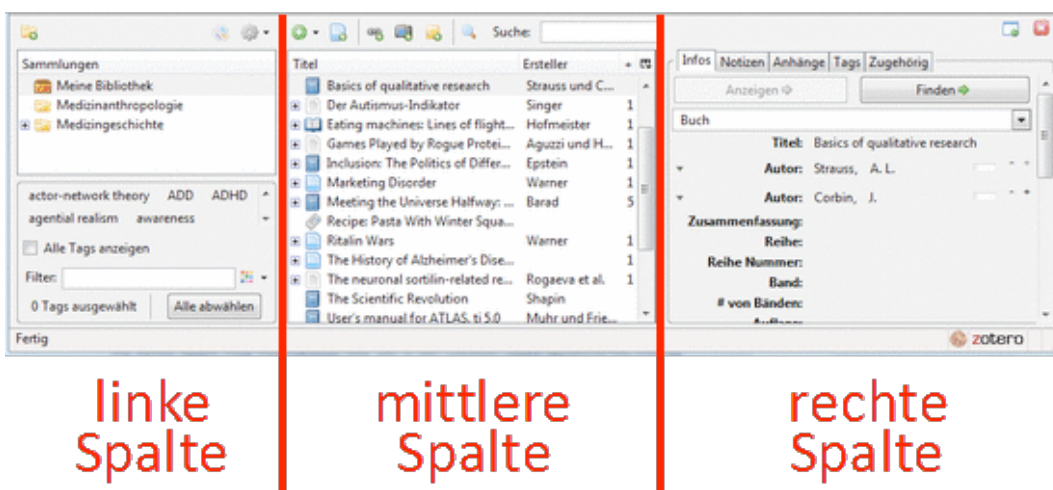 Sammlungen
Meine Bibliothek
Medizinanthropologie
Medizingeschichte
actor-network theory ADD ADHD
agential realism awareness
Alle Tags anzeigen
Filter:
0 Tags ausgewählt Alle abwählen
Fertig
Suche:
Titel Ersteller
Basics of qualitative research Strauss und C...
Der Autismus-Indikator Singer 1
Eating machines: Lines of flight... Hofmeister 1
Games Played by Rogue Protei... Aguzzi und H... 1
Inclusion: The Politics of Differ... Epstein 1
Marketing Disorder Warner 1
Meeting the Universe Halfway: ... Barad 5
Recipe: Pasta With Winter Squa...
Ritalin Wars Warner 1
The History of Alzheimer's Dise... 1
The neuronal sortilin-related re... Rogaeva et al. 1
The Scientific Revolution Shapin
User's manual for ATLAS. ti 5.0 Muhr und Frie...
Infos Notizen Anhänge Tags Zugehörig
Anzeigen Finden
Buch
Titel: Basics of qualitative research
Autor: Strauss, A. L.
Autor: Corbin, J.
Zusammenfassung:
Reihe:
Reihe Nummer:
Band:
# von Bänden:
zotero
linke
Spalte
mittlere
Spalte
rechte
Spalte